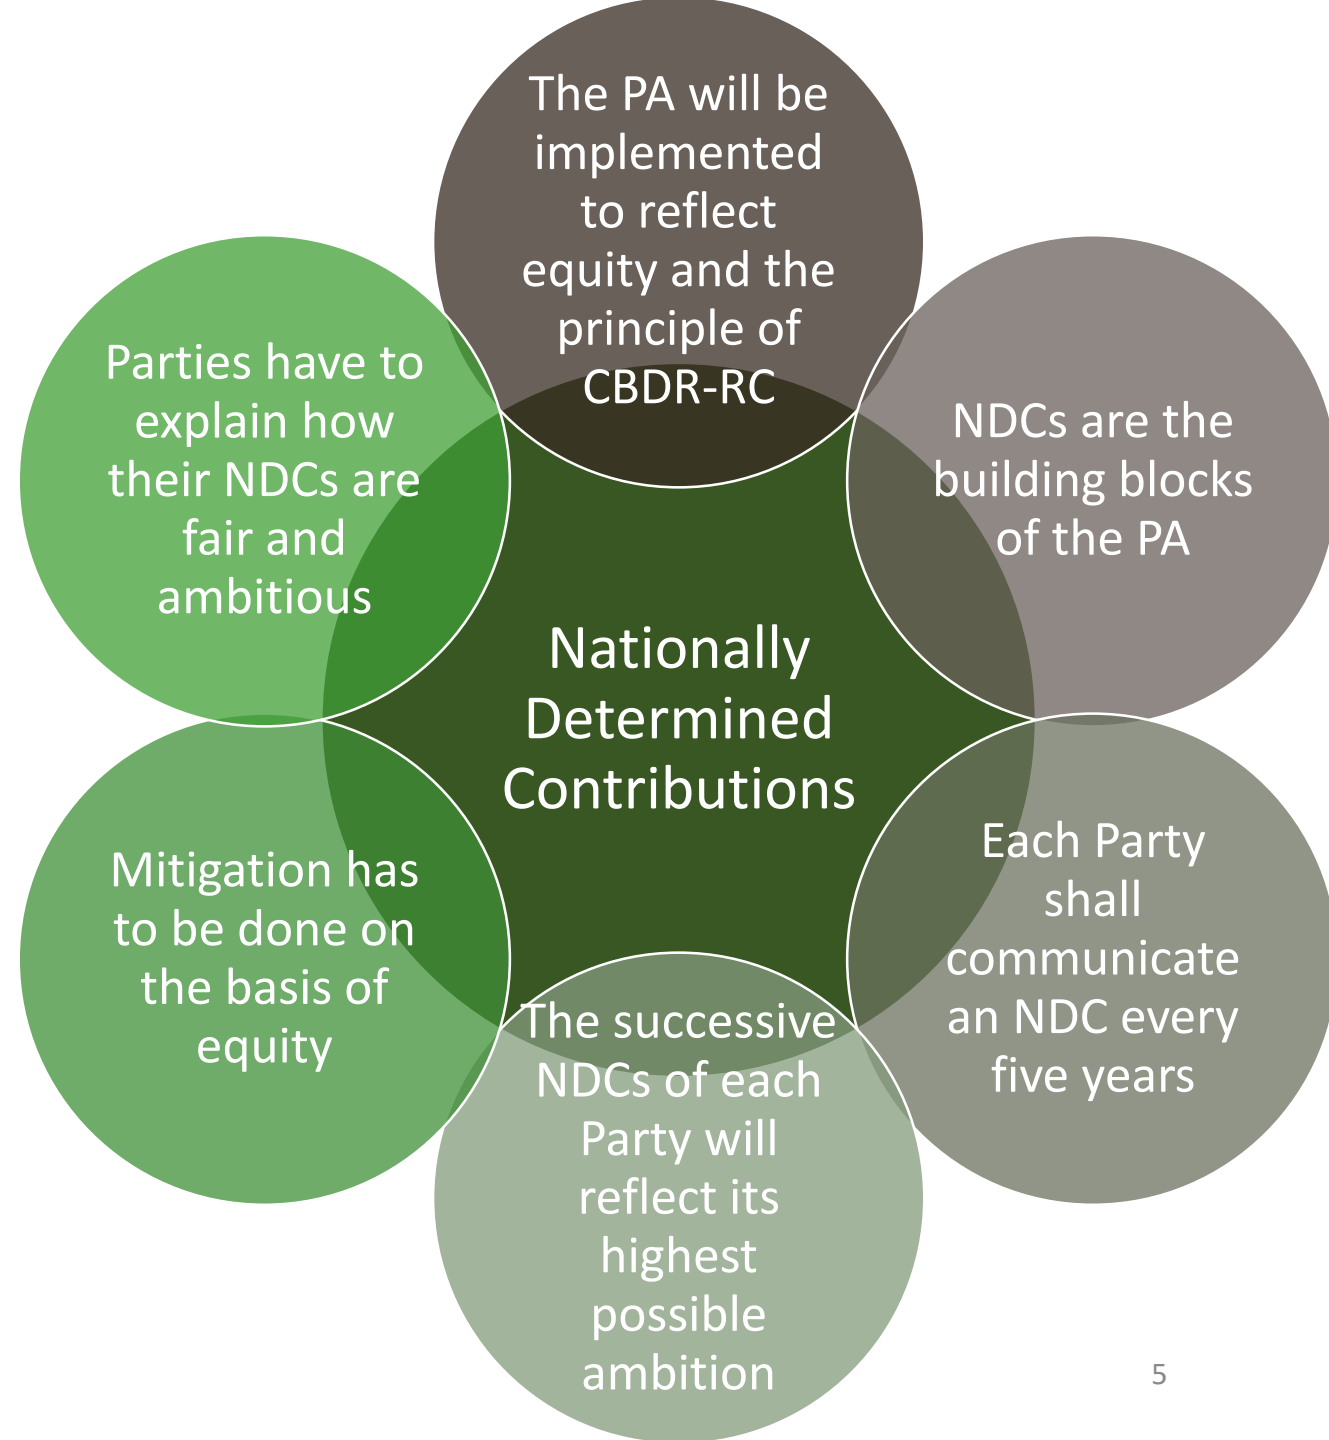 The PA will be
implemented
to reflect
equity and the
principle of
CBDR-RC
NDCs are the
building blocks
of the PA
Each Party
shall
communicate
an NDC every
five years
The successive
NDCs of each
Party will
reflect its
highest
possible
ambition
Mitigation has
to be done on
the basis of
equity
Parties have to
explain how
their NDCs are
fair and
ambitious
Nationally
Determined
Contributions
5